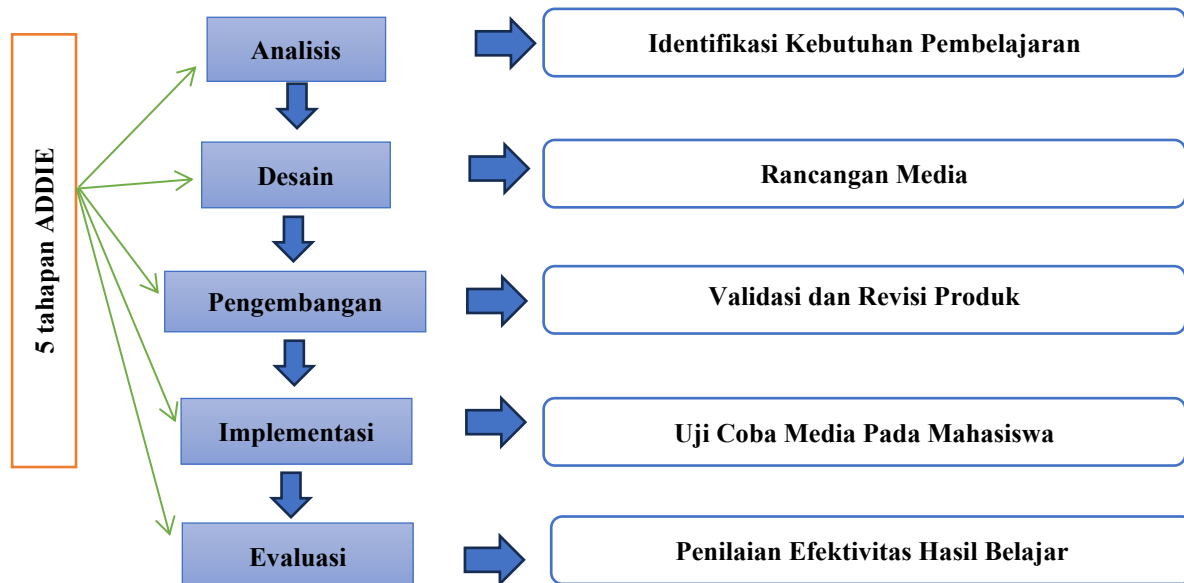 5 tahapan ADDIE
Analisis
Identifikasi Kebutuhan Pembelajaran
Desain
Rancangan Media
Pengembangan
Validasi dan Revisi Produk
Implementasi
Uji Coba Media Pada Mahasiswa
Evaluasi
Penilaian Efektivitas Hasil Belajar